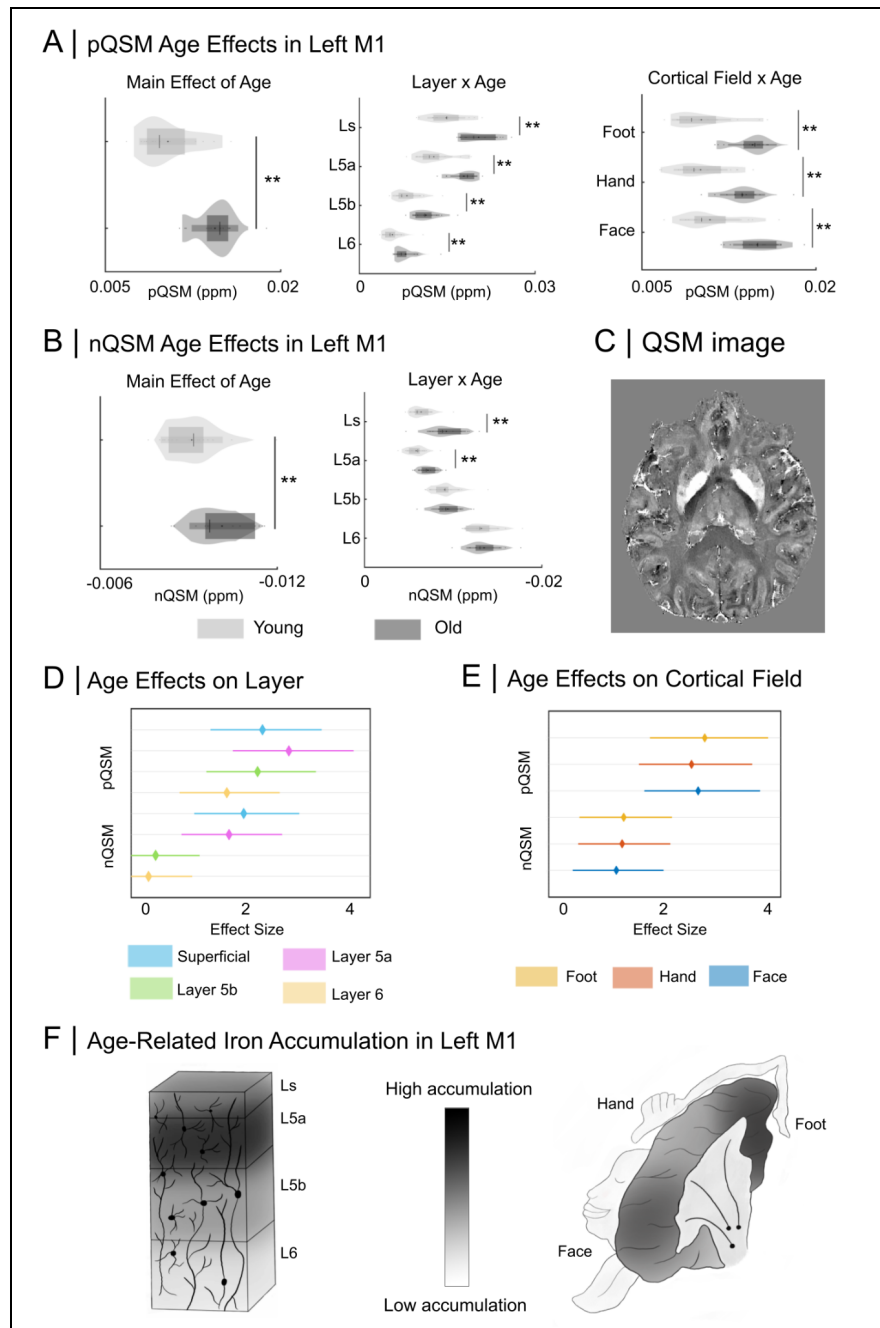 A | pQSM Age Effects in Left M1
Main Effect of Age
**
0.005
0.02
pQSM (ppm)
Layer x Age
Ls
**
L5a
**
L5b
**
L6
**
0
0.03
pQSM (ppm)
Cortical Field x Age
Foot
**
Hand
**
Face
**
0.005
0.02
pQSM (ppm)
B | nQSM Age Effects in Left M1
Main Effect of Age
**
-0.006
-0.012
nQSM (ppm)
Layer x Age
Ls
**
L5a
**
L5b
L6
0
-0.02
nQSM (ppm)
Young
Old
C | QSM image
D | Age Effects on Layer
pQSM
nQSM
0
2
4
Effect Size
Superficial
Layer 5a
Layer 5b
Layer 6
E | Age Effects on Cortical Field
pQSM
nQSM
0
2
4
Effect Size
Foot
Hand
Face
F | Age-Related Iron Accumulation in Left M1
Ls
L5a
L5b
L6
High accumulation
Low accumulation
Hand
Foot
Face